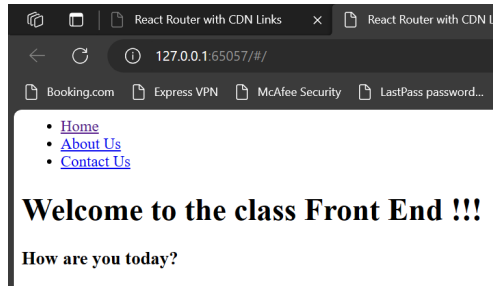 React Router with CDN Links
React Router with CDN L
127.0.0.1:65057/#/
Booking.com Express VPN McAfee Security LastPass password...
Home
About Us
Contact Us
Welcome to the class Front End !!!
How are you today?